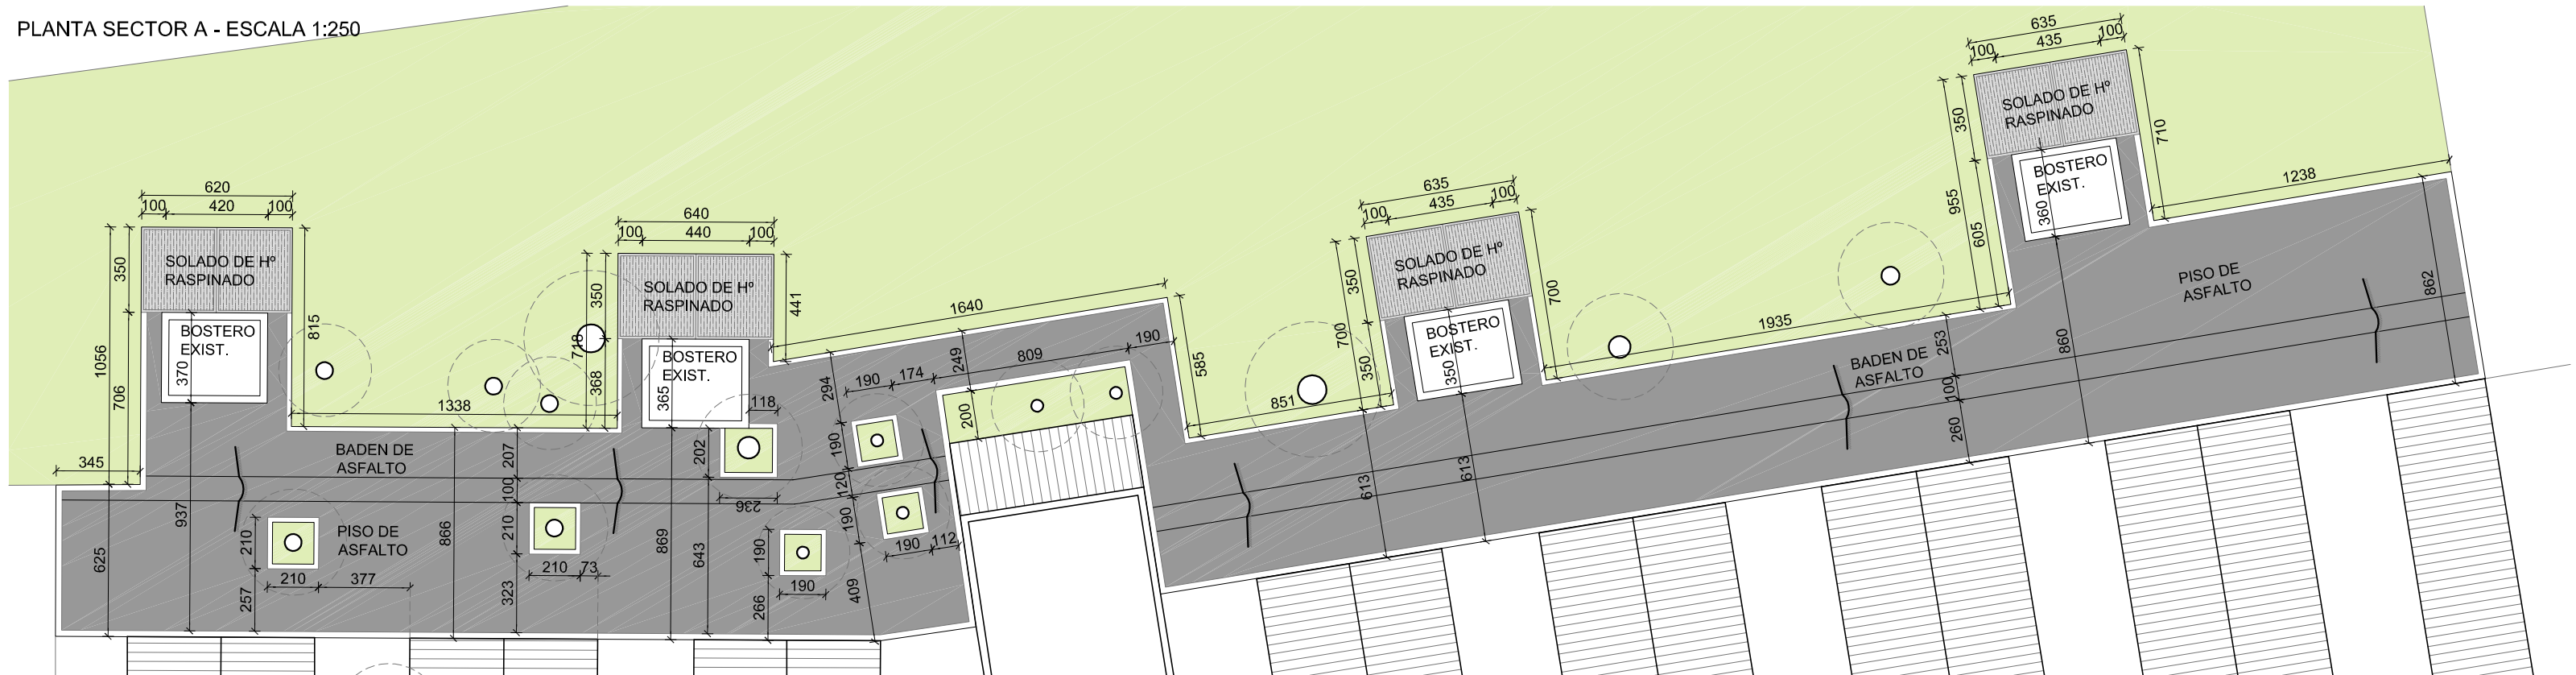 PLANTA SECTOR A - ESCALA 1:250
620
100 420 100
350
1056
706
SOLADO DE Hº
RASPINADO
BOSTERO
EXIST.
370
815
345
625
937
1338
BADEN DE
ASFALTO
PISO DE
ASFALTO
210
257
210 377
866
207
100
210
323
210 73
718
350
368
640
100 440 100
SOLADO DE Hº
RASPINADO
BOSTERO
EXIST.
365
441
118
202
236
869
643
190
266
190
1640
294
190 174
190
120
190
409
190 112
249
809
190
200
585
851
635
100 435 100
700
350
350
SOLADO DE Hº
RASPINADO
BOSTERO
EXIST.
350
700
613
613
1935
BADEN DE
ASFALTO
253
100
260
635
100 435 100
955
350
605
SOLADO DE Hº
RASPINADO
BOSTERO
EXIST.
360
710
860
1238
PISO DE
ASFALTO
862